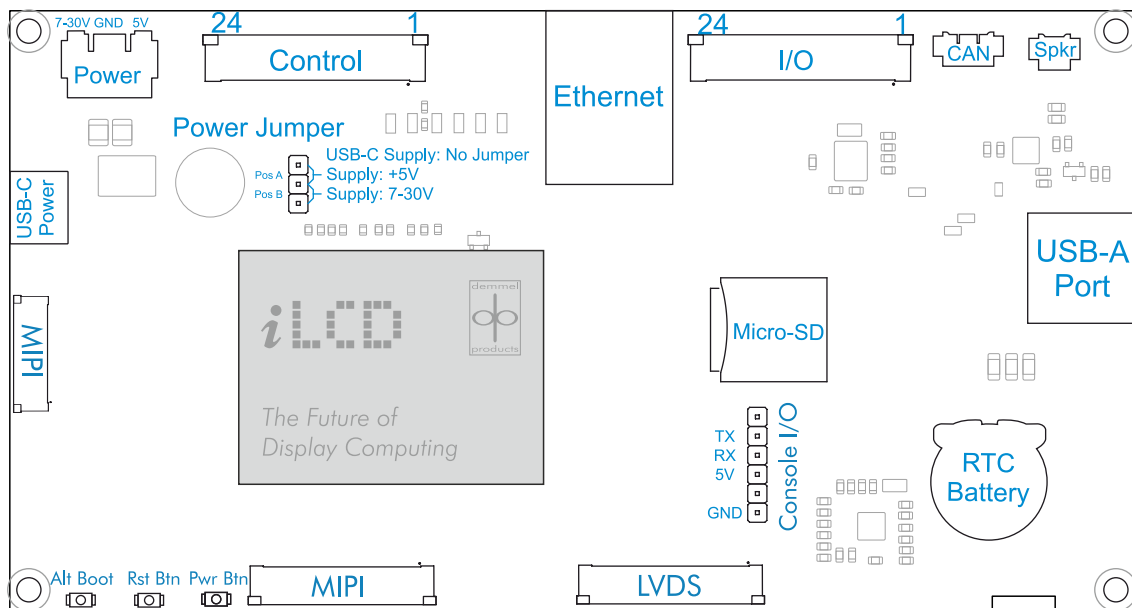 7-30V GND 5V
Power
24 1
Control
Ethernet
24 1
I/O
CAN
Spkr
Power Jumper
USB-C Supply: No Jumper
Pos A Supply: +5V
Pos B Supply: 7-30V
USB-C
Power
USB-A
Port
MIPI
iLCD
demmel
dp
products
The Future of
Display Computing
Micro-SD
Console I/O
TX
RX
5V
GND
RTC
Battery
Alt Boot Rst Btn Pwr Btn
MIPI
LVDS